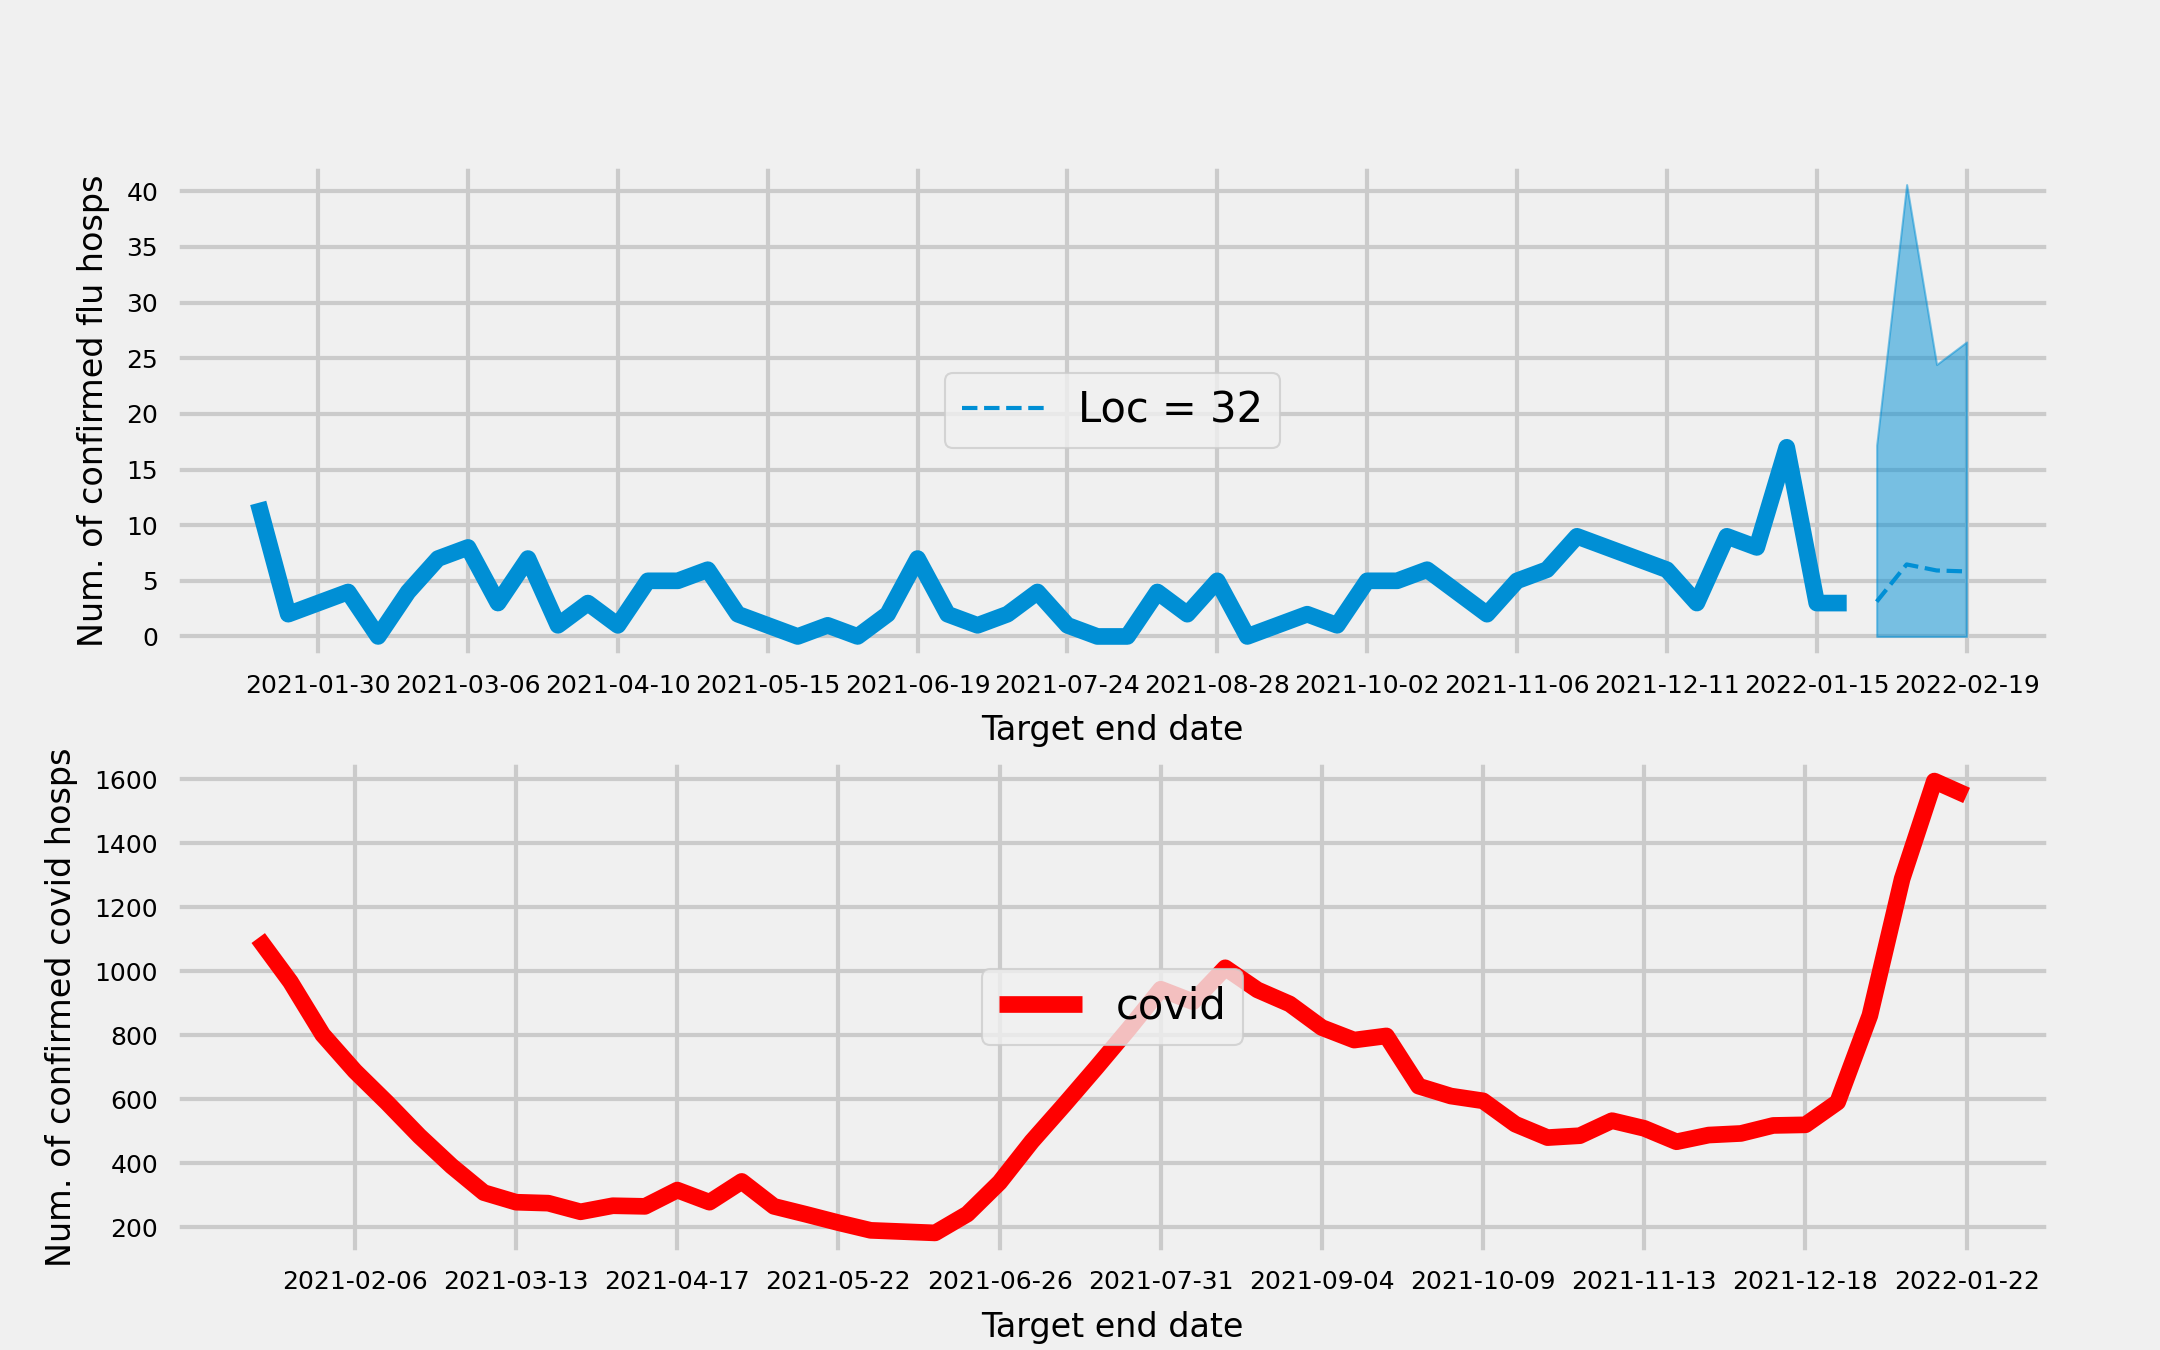 Num. of confirmed flu hosps
40
35
30
25
20
15
10
5
0
Loc = 32
2021-01-30 2021-03-06 2021-04-10 2021-05-15 2021-06-19 2021-07-24 2021-08-28 2021-10-02 2021-11-06 2021-12-11 2022-01-15 2022-02-19
Target end date
Num. of confirmed covid hosps
1600
1400
1200
1000
800
600
400
200
covid
2021-02-06 2021-03-13 2021-04-17 2021-05-22 2021-06-26 2021-07-31 2021-09-04 2021-10-09 2021-11-13 2021-12-18 2022-01-22
Target end date